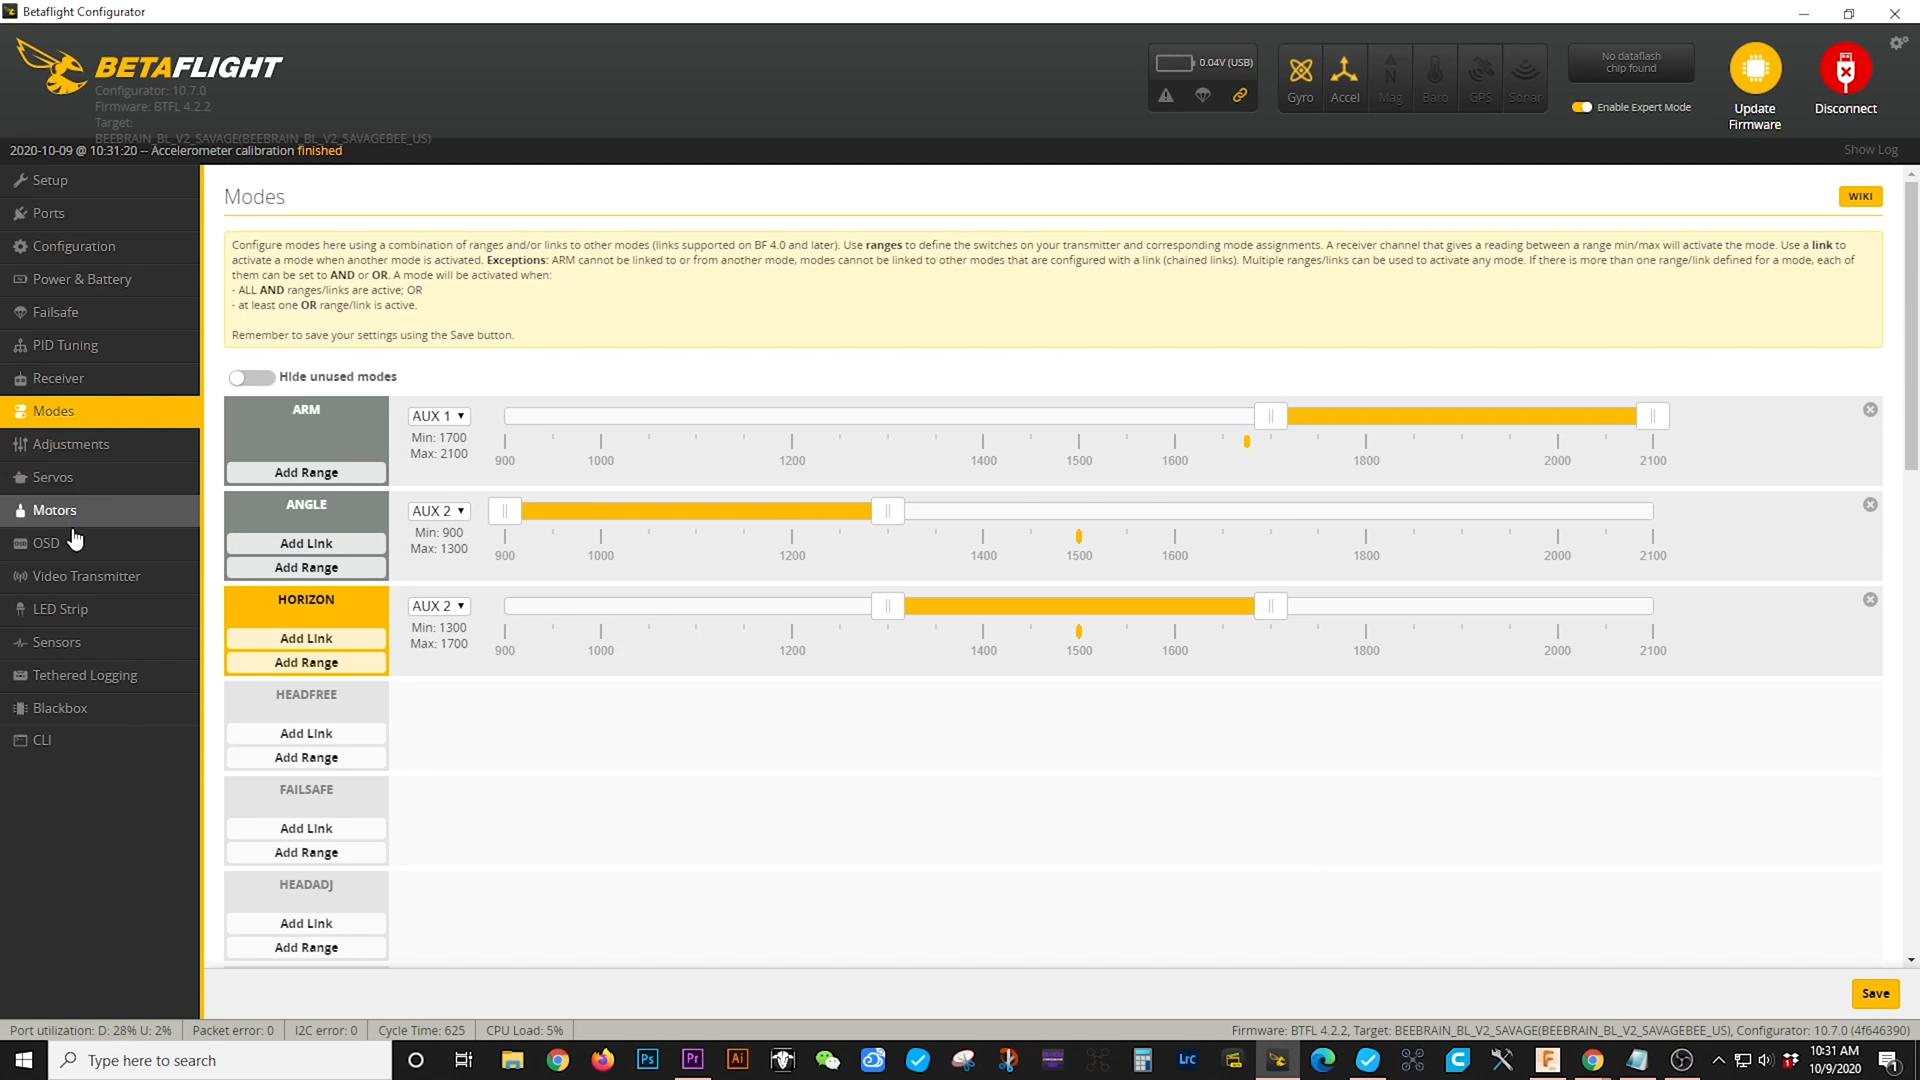 Betaflight Configurator
BETAFLIGHT
Configurator: 10.7.0
Firmware: BTFL 4.2.2
Target:
BEEBRAIN_BL_V2_SAVAGE(BEEBRAIN_BL_V2_SAVAGEBEE_US)
0.04V (USB)
Gyro
Accel
Mag
Baro
GPS
Sonar
No dataflash
chip found
Enable Expert Mode
Update
Firmware
Disconnect
2020-10-09 @ 10:31:20 -- Accelerometer calibration finished
Show Log
Setup
Ports
Configuration
Power & Battery
Failsafe
PID Tuning
Receiver
Modes
Adjustments
Servos
Motors
OSD
Video Transmitter
LED Strip
Sensors
Tethered Logging
Blackbox
CLI
Modes
WIKI
Configure modes here using a combination of ranges and/or links to other modes (links supported on BF 4.0 and later). Use ranges to define the switches on your transmitter and corresponding mode assignments. A receiver channel that gives a reading between a range min/max will activate the mode. Use a link to
activate a mode when another mode is activated. Exceptions: ARM cannot be linked to or from another mode, modes cannot be linked to other modes that are configured with a link (chained links). Multiple ranges/links can be used to activate any mode. If there is more than one range/link defined for a mode, each of
them can be set to AND or OR. A mode will be activated when:
- ALL AND ranges/links are active; OR
- at least one OR range/link is active.
Remember to save your settings using the Save button.
Hide unused modes
ARM
Add Range
AUX 1
Min: 1700
Max: 2100
900 1000 1200 1400 1500 1600 1800 2000 2100
ANGLE
Add Link
Add Range
AUX 2
Min: 900
Max: 1300
900 1000 1200 1400 1500 1600 1800 2000 2100
HORIZON
Add Link
Add Range
AUX 2
Min: 1300
Max: 1700
900 1000 1200 1400 1500 1600 1800 2000 2100
HEADFREE
Add Link
Add Range
FAILSAFE
Add Link
Add Range
HEADADJ
Add Link
Add Range
Save
Port utilization: D: 28% U: 2%
Packet error: 0
I2C error: 0
Cycle Time: 625
CPU Load: 5%
Firmware: BTFL 4.2.2, Target: BEEBRAIN_BL_V2_SAVAGE(BEEBRAIN_BL_V2_SAVAGEBEE_US), Configurator: 10.7.0 (4f646390)
Type here to search
Ps
Pr
Ai
Lrc
10:31 AM
10/9/2020
1